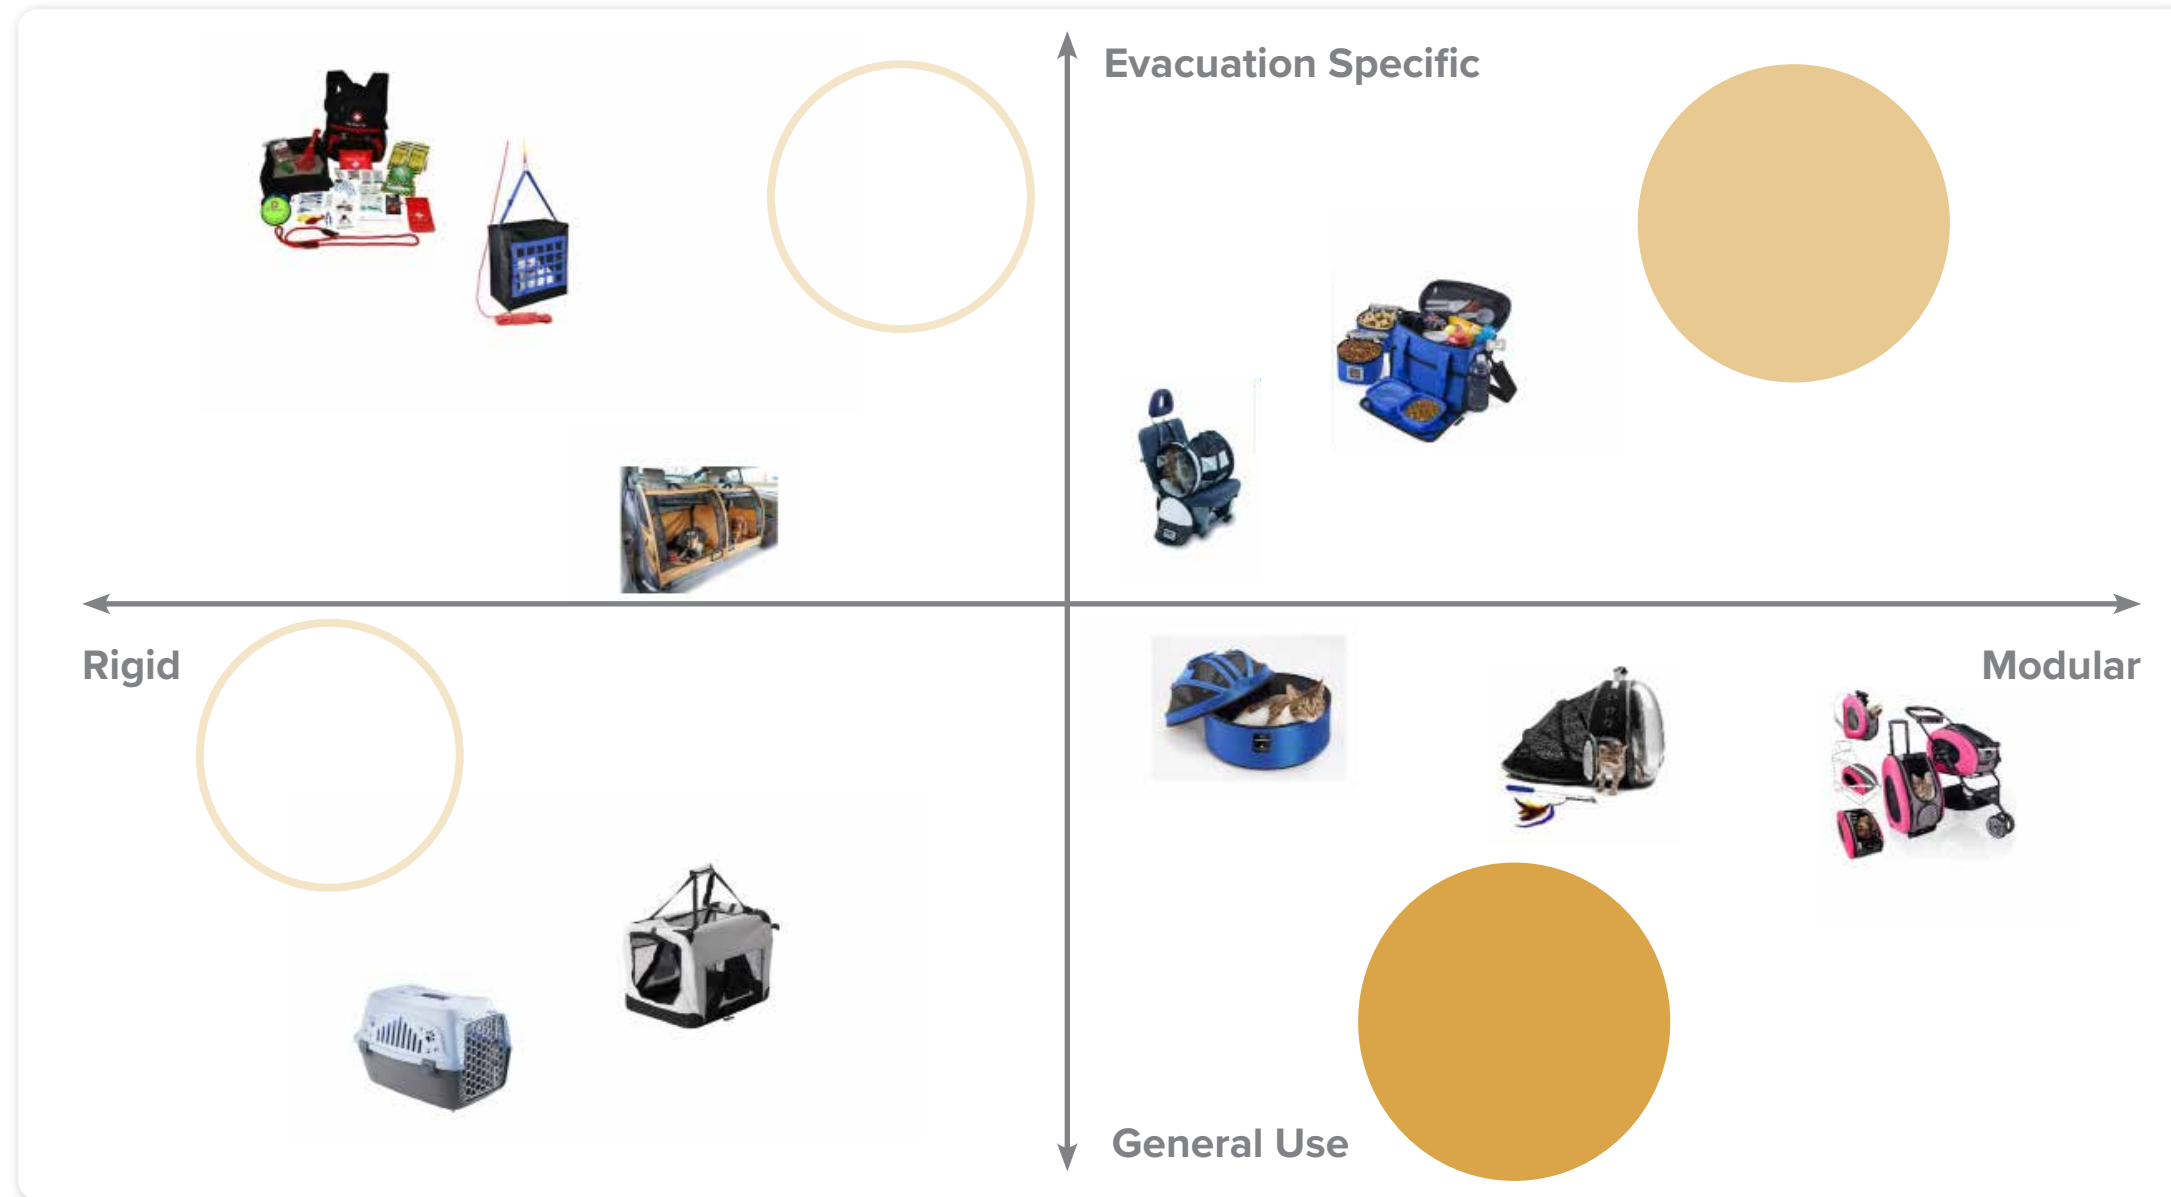 Evacuation Specific
Rigid
Modular
General Use